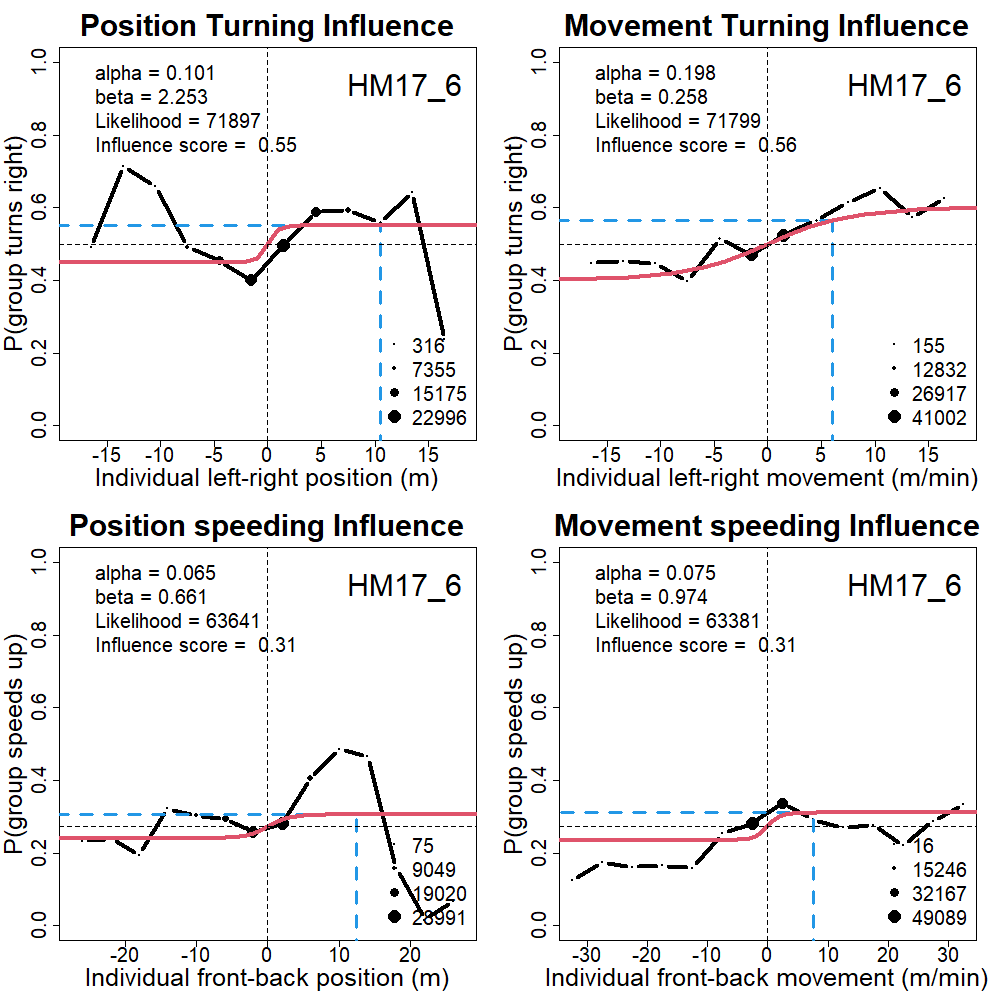 Position Turning Influence
alpha = 0.101
beta = 2.253
Likelihood = 71897
Influence score = 0.55
HM17_6
P(group turns right)
0.0 0.2 0.4 0.6 0.8 1.0
316
7355
15175
22996
-15 -10 -5 0 5 10 15
Individual left-right position (m)
Movement Turning Influence
alpha = 0.198
beta = 0.258
Likelihood = 71799
Influence score = 0.56
HM17_6
P(group turns right)
0.0 0.2 0.4 0.6 0.8 1.0
155
12832
26917
41002
-15 -10 -5 0 5 10 15
Individual left-right movement (m/min)
Position speeding Influence
alpha = 0.065
beta = 0.661
Likelihood = 63641
Influence score = 0.31
HM17_6
P(group speeds up)
0.0 0.2 0.4 0.6 0.8 1.0
75
9049
19020
28991
-20 -10 0 10 20
Individual front-back position (m)
Movement speeding Influence
alpha = 0.075
beta = 0.974
Likelihood = 63381
Influence score = 0.31
HM17_6
P(group speeds up)
0.0 0.2 0.4 0.6 0.8 1.0
16
15246
32167
49089
-30 -20 -10 0 10 20 30
Individual front-back movement (m/min)